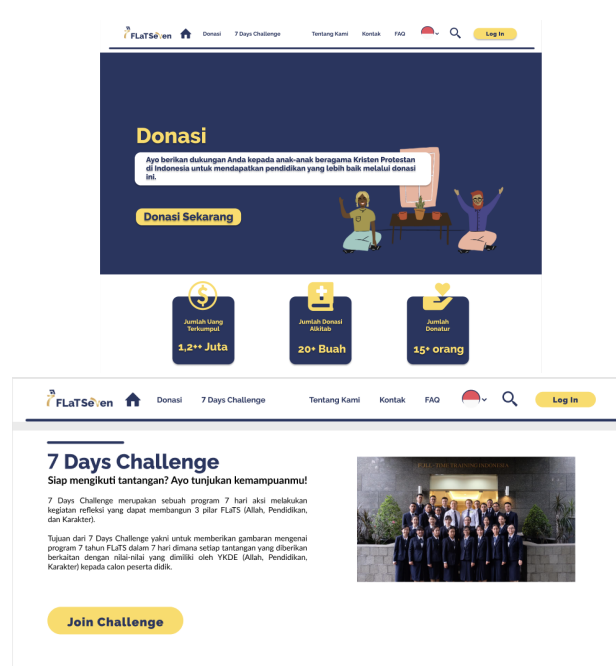 FLaTSeven
Donasi
7 Days Challenge
Tentang Kami
Kontak
FAQ
Log In
Donasi
Ayo berikan dukungan Anda kepada anak-anak beragama Kristen Protestan
di Indonesia untuk mendapatkan pendidikan yang lebih baik melalui donasi
ini.
Donasi Sekarang
Jumlah Uang
Terkumpul
1,2++ Juta
Jumlah Donasi
Alkitab
20+ Buah
Jumlah
Donatur
15+ orang
FLaTSeven
Donasi
7 Days Challenge
Tentang Kami
Kontak
FAQ
Log In
7 Days Challenge
Siap mengikuti tantangan? Ayo tunjukan kemampuanmu!
7 Days Challenge merupakan sebuah program 7 hari aksi melakukan
kegiatan refleksi yang dapat membangun 3 pilar FLaTS (Allah, Pendidikan,
dan Karakter).
Tujuan dari 7 Days Challenge yakni untuk memberikan gambaran mengenai
program 7 tahun FLaTS dalam 7 hari dimana setiap tantangan yang diberikan
berkaitan dengan nilai-nilai yang dimiliki oleh YKDE (Allah, Pendidikan,
Karakter) kepada calon peserta didik.
Join Challenge